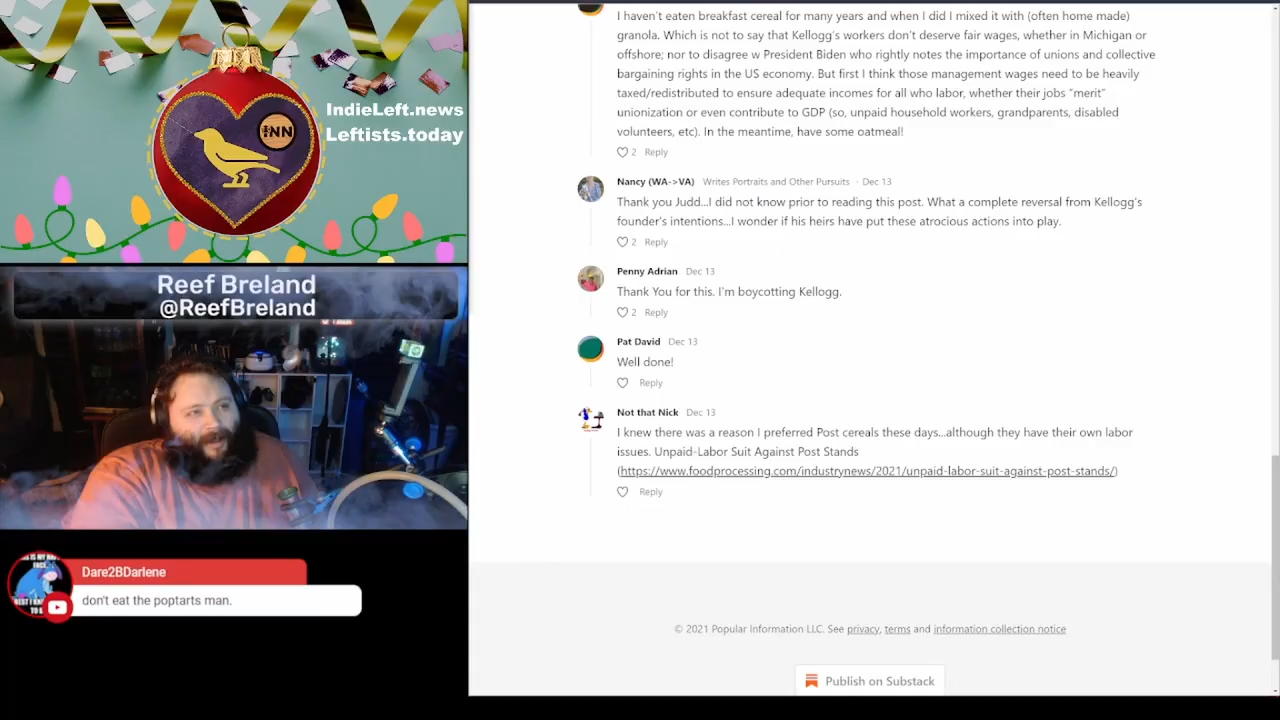 IndieLeft.news
Leftists.today
iNN
Reef Breland
@ReefBreland
Dare2BDarlene
don't eat the poptarts man.
I haven't eaten breakfast cereal for many years and when I did I mixed it with (often home made)
granola. Which is not to say that Kellogg's workers don't deserve fair wages, whether in Michigan or
offshore; nor to disagree w President Biden who rightly notes the importance of unions and collective
bargaining rights in the US economy. But first I think those management wages need to be heavily
taxed/redistributed to ensure adequate incomes for all who labor, whether their jobs "merit"
unionization or even contribute to GDP (so, unpaid household workers, grandparents, disabled
volunteers, etc). In the meantime, have some oatmeal!
2 Reply
Nancy (WA->VA) Writes Portraits and Other Pursuits · Dec 13
Thank you Judd...I did not know prior to reading this post. What a complete reversal from Kellogg's
founder's intentions...I wonder if his heirs have put these atrocious actions into play.
2 Reply
Penny Adrian Dec 13
Thank You for this. I'm boycotting Kellogg.
2 Reply
Pat David Dec 13
Well done!
Reply
Not that Nick Dec 13
I knew there was a reason I preferred Post cereals these days...although they have their own labor
issues. Unpaid-Labor Suit Against Post Stands
(https://www.foodprocessing.com/industrynews/2021/unpaid-labor-suit-against-post-stands/)
Reply
© 2021 Popular Information LLC. See privacy, terms and information collection notice
Publish on Substack